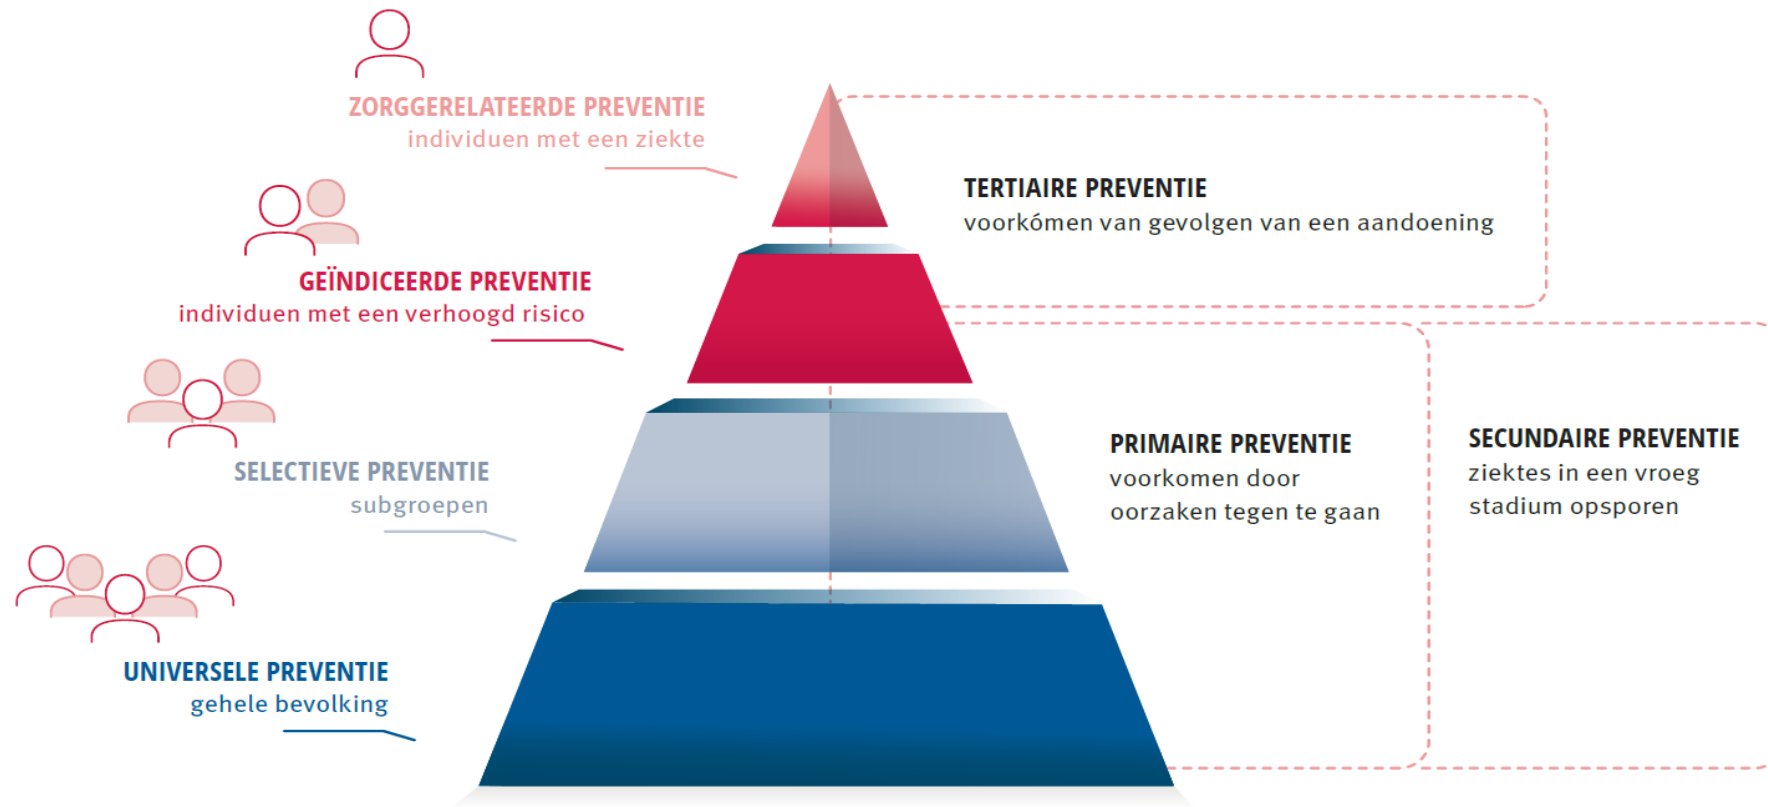 ZORGGERELATEERDE PREVENTIE
individuen met een ziekte
TERTIAIRE PREVENTIE
voorkómen van gevolgen van een aandoening
GEÏNDICEERDE PREVENTIE
individuen met een verhoogd risico
SELECTIEVE PREVENTIE
subgroepen
PRIMAIRE PREVENTIE
voorkomen door
oorzaken tegen te gaan
SECUNDAIRE PREVENTIE
ziektes in een vroeg
stadium opsporen
UNIVERSELE PREVENTIE
gehele bevolking